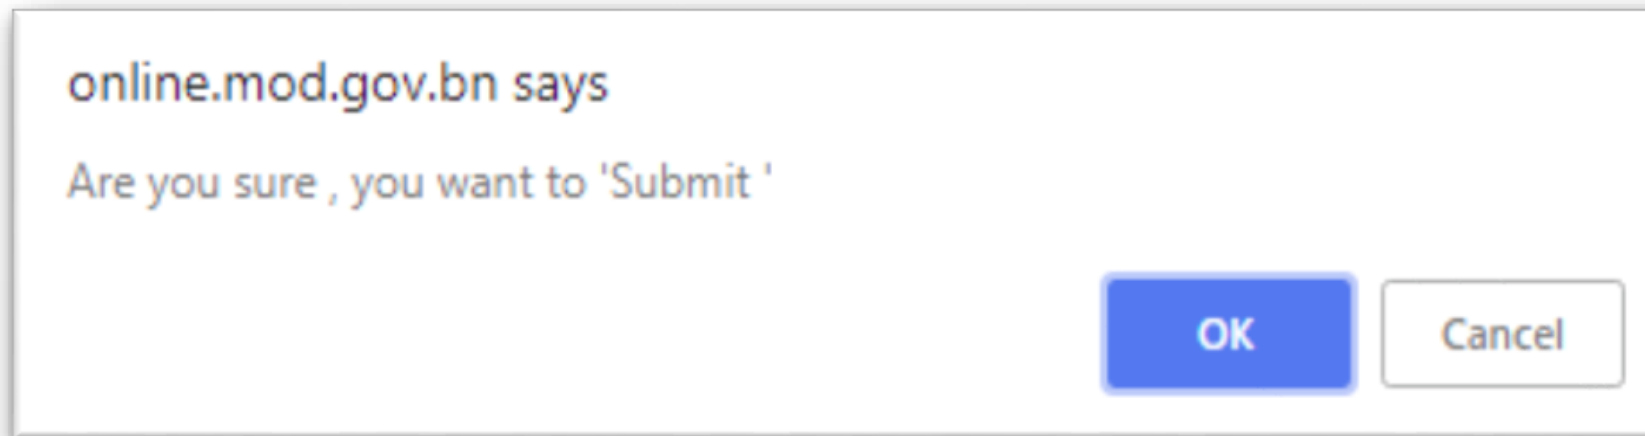 online.mod.gov.bn says
Are you sure , you want to 'Submit '
OK Cancel